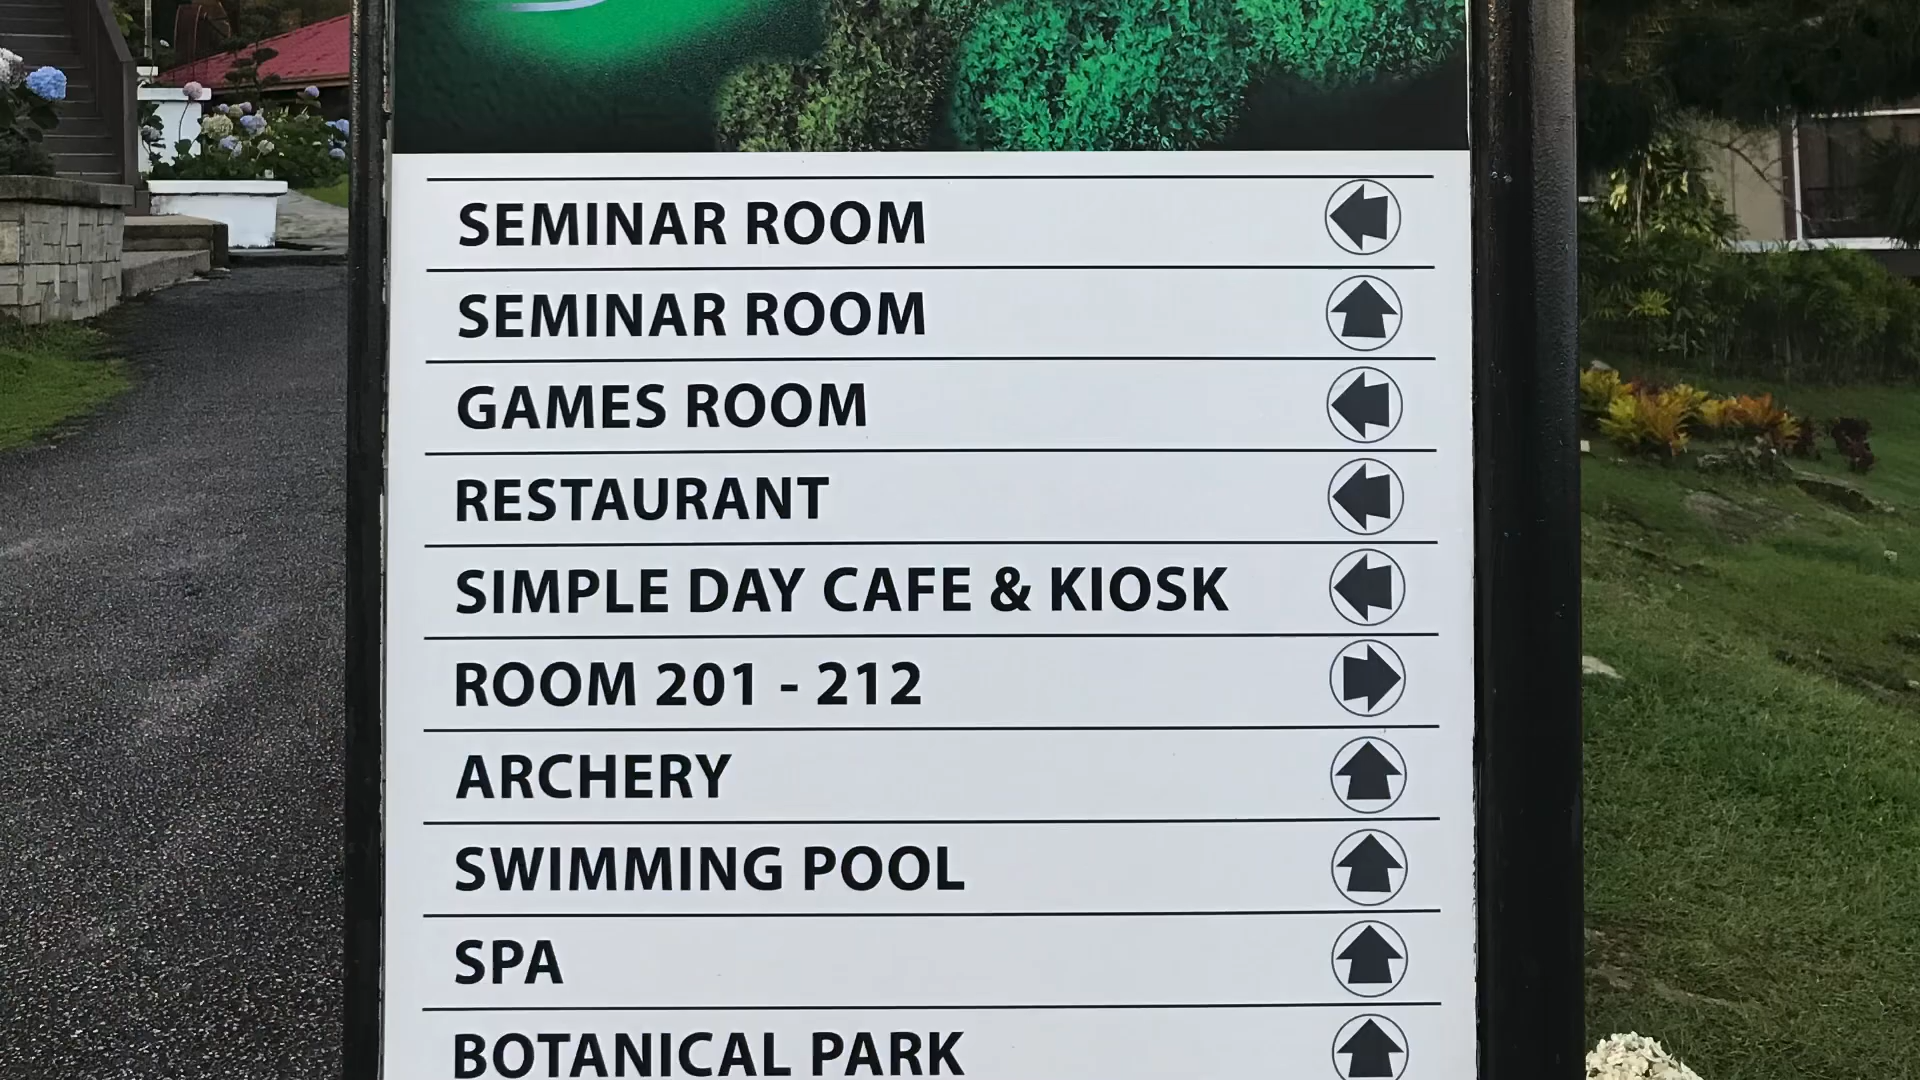 SEMINAR ROOM
SEMINAR ROOM
GAMES ROOM
RESTAURANT
SIMPLE DAY CAFE & KIOSK
ROOM 201 - 212
ARCHERY
SWIMMING POOL
SPA
BOTANICAL PARK